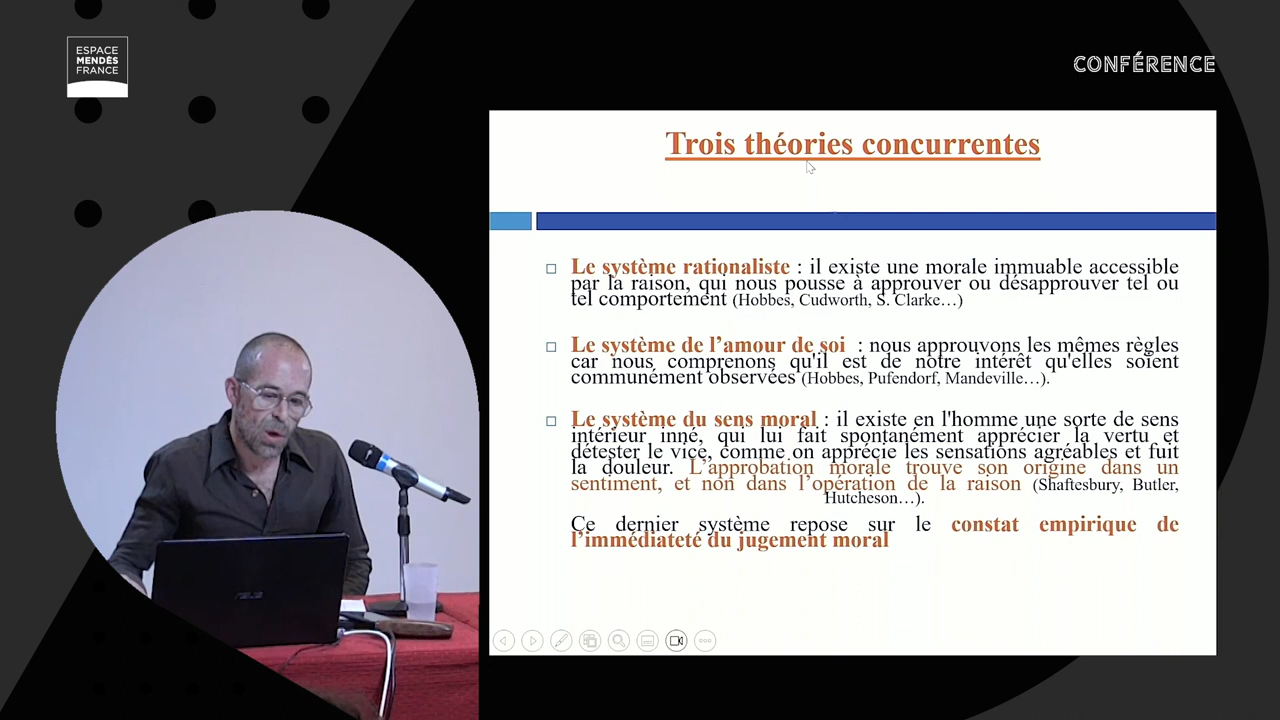 ESPACE
MENDÈS
FRANCE
CONFÉRENCE
Trois théories concurrentes
Le système rationaliste : il existe une morale immuable accessible
par la raison, qui nous pousse à approuver ou désapprouver tel ou
tel comportement (Hobbes, Cudworth, S. Clarke…)
Le système de l’amour de soi : nous approuvons les mêmes règles
car nous comprenons qu'il est de notre intérêt qu'elles soient
communément observées (Hobbes, Pufendorf, Mandeville…).
Le système du sens moral : il existe en l'homme une sorte de sens
intérieur inné, qui lui fait spontanément apprécier la vertu et
détester le vice, comme on apprécie les sensations agréables et fuit
la douleur. L’approbation morale trouve son origine dans un
sentiment, et non dans l’opération de la raison (Shaftesbury, Butler,
Hutcheson…).
Ce dernier système repose sur le constat empirique de
l’immédiateté du jugement moral
ASUS